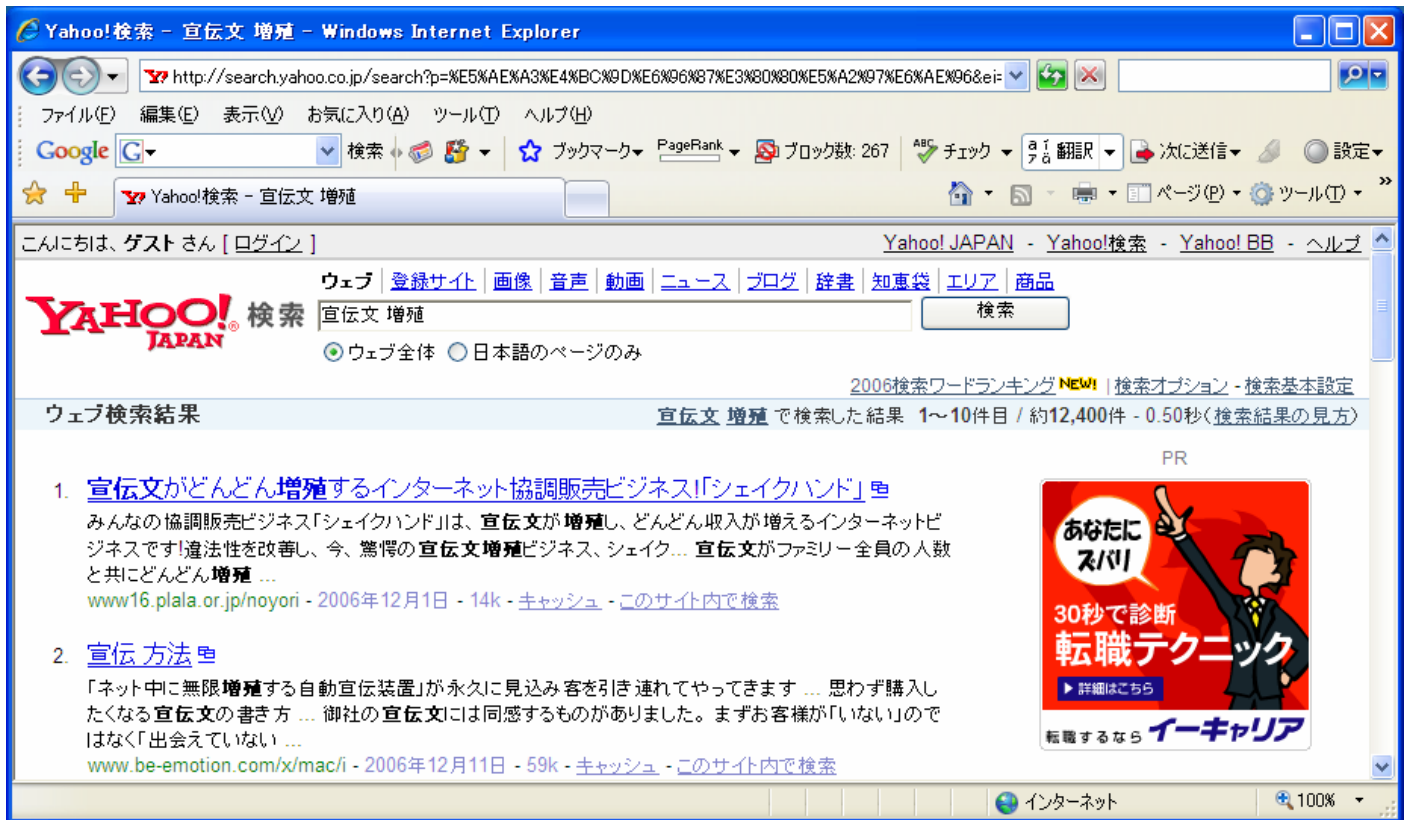 Yahoo!検索 - 宣伝文 増殖 - Windows Internet Explorer
http://search.yahoo.co.jp/search?p=%E5%AE%A3%E4%BC%9D%E6%96%87%E3%80%80%E5%A2%97%E6%AE%96&ei=
ファイル(F) 編集(E) 表示(V) お気に入り(A) ツール(T) ヘルプ(H)
Google G 検索 ブックマーク PageRank ブロック数: 267 ABC チェック 翻訳 次に送信 設定
Yahoo!検索 - 宣伝文 増殖 ページ(P) ツール(T) »
こんにちは、ゲスト さん [ ログイン ] Yahoo! JAPAN - Yahoo!検索 - Yahoo! BB - ヘルプ
ウェブ | 登録サイト | 画像 | 音声 | 動画 | ニュース | ブログ | 辞書 | 知恵袋 | エリア | 商品
YAHOO! JAPAN 検索 宣伝文 増殖 検索
ウェブ全体 日本語のページのみ
2006検索ワードランキング NEW! | 検索オプション - 検索基本設定
ウェブ検索結果 宣伝文 増殖 で検索した結果 1～10件目 / 約12,400件 - 0.50秒(検索結果の見方)
PR
1. 宣伝文がどんどん増殖するインターネット協調販売ビジネス!「シェイクハンド」
みんなの協調販売ビジネス「シェイクハンド」は、宣伝文が増殖し、どんどん収入が増えるインターネットビ
ジネスです!違法性を改善し、今、驚愕の宣伝文増殖ビジネス、シェイク... 宣伝文がファミリー全員の人数
と共にどんどん増殖 ...
www16.plala.or.jp/noyori - 2006年12月1日 - 14k - キャッシュ - このサイト内で検索
2. 宣伝 方法
「ネット中に無限増殖する自動宣伝装置」が永久に見込み客を引き連れてやってきます ... 思わず購入し
たくなる宣伝文の書き方 ... 御社の宣伝文には同感するものがありました。まずお客様が「いない」ので
はなく「出会えていない ...
www.be-emotion.com/x/mac/i - 2006年12月11日 - 59k - キャッシュ - このサイト内で検索
あなたに
ズバリ
30秒で診断
転職テクニック
詳細はこちら
転職するなら イーキャリア
インターネット 100%